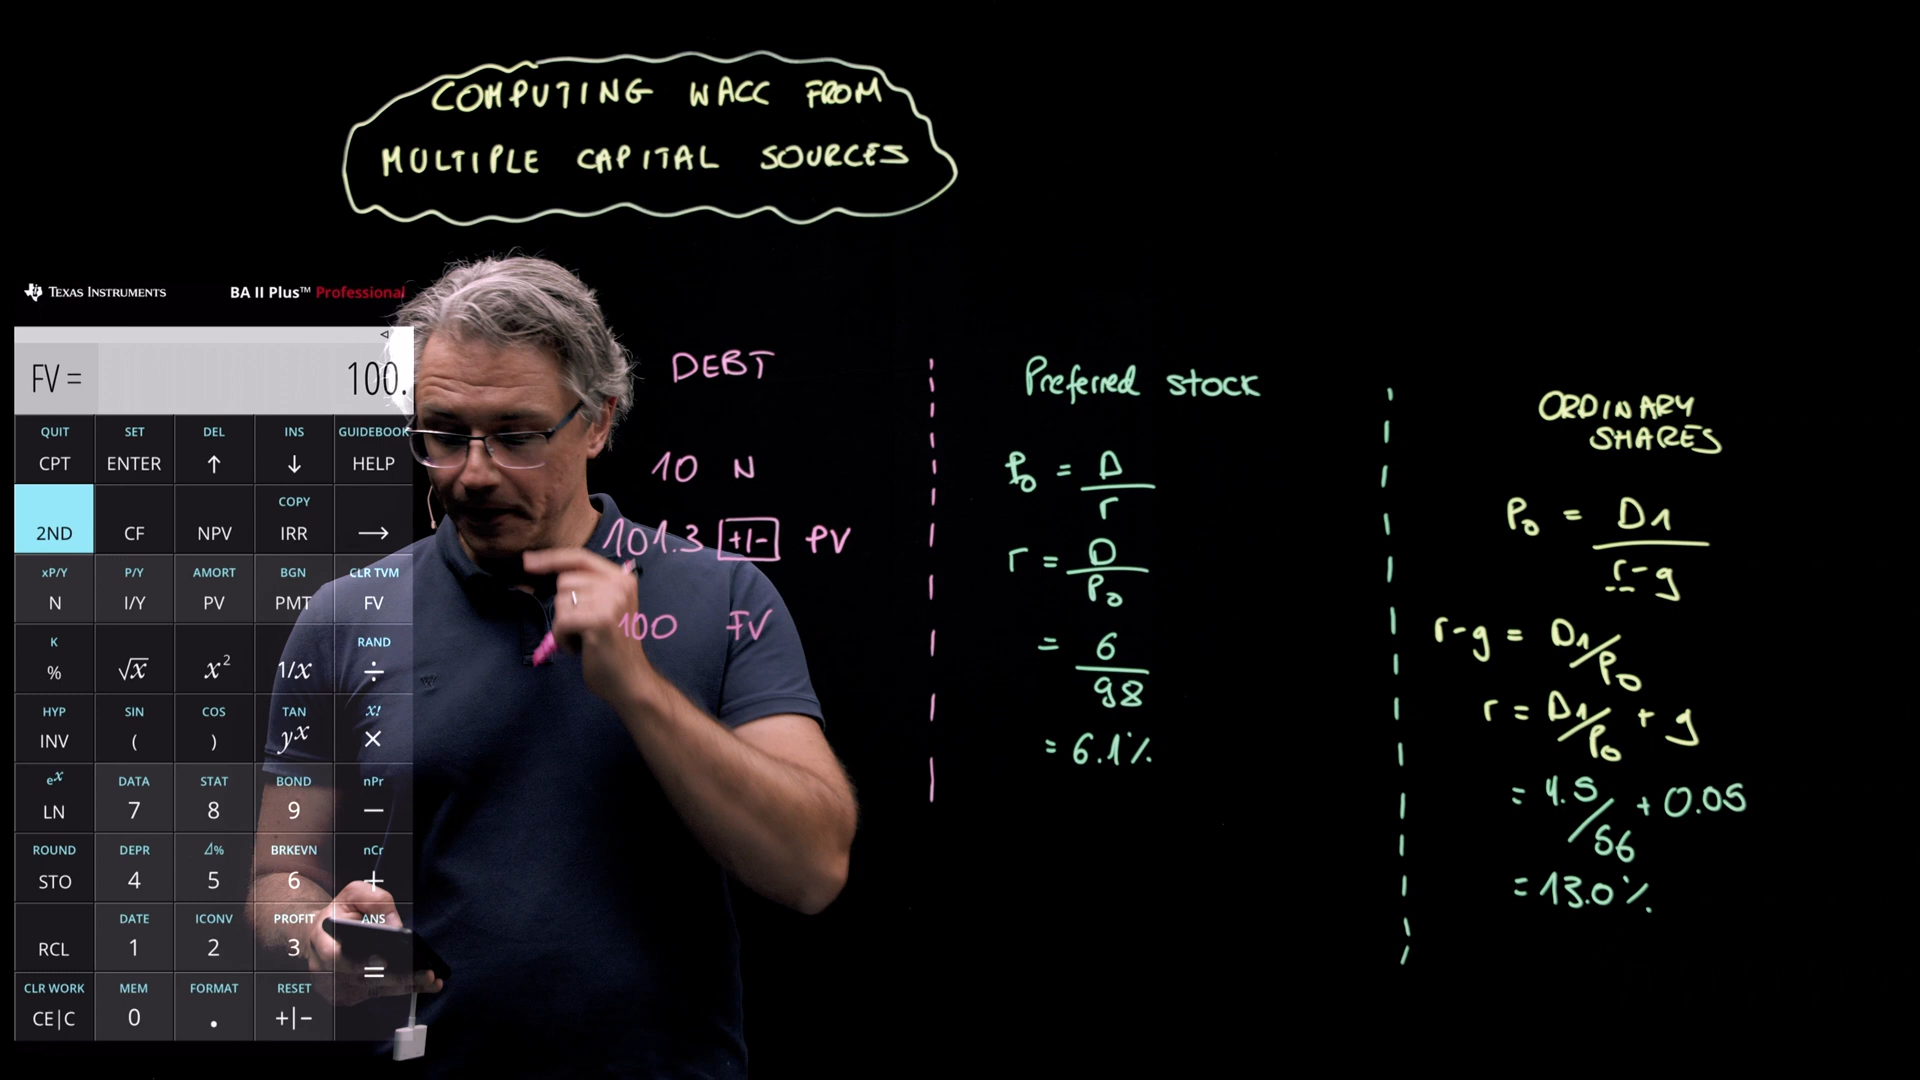 COMPUTING WACC FROM
MULTIPLE CAPITAL SOURCES
TEXAS INSTRUMENTS BA II Plus™ Professional
FV = 100.
QUIT SET DEL INS GUIDEBOOK
CPT ENTER ↑ ↓ HELP
COPY
2ND CF NPV IRR →
xP/Y P/Y AMORT BGN CLR TVM
N I/Y PV PMT FV
K RAND
% √x x² 1/x ÷
HYP SIN COS TAN x!
INV ( ) yˣ ×
eˣ DATA STAT BOND nPr
LN 7 8 9 −
ROUND DEPR Δ% BRKEVN nCr
STO 4 5 6 +
DATE ICONV PROFIT ANS
RCL 1 2 3 =
CLR WORK MEM FORMAT RESET
CE|C 0 . +|−
DEBT
10 N
101.3 +/- PV
100 FV
Preferred stock
P₀ = D/r
r = D/P₀
= 6/98
= 6.1%
ORDINARY
SHARES
P₀ = D1/(r-g)
r-g = D1/P₀
r = D1/P₀ + g
= 4.5/56 + 0.05
= 13.0%